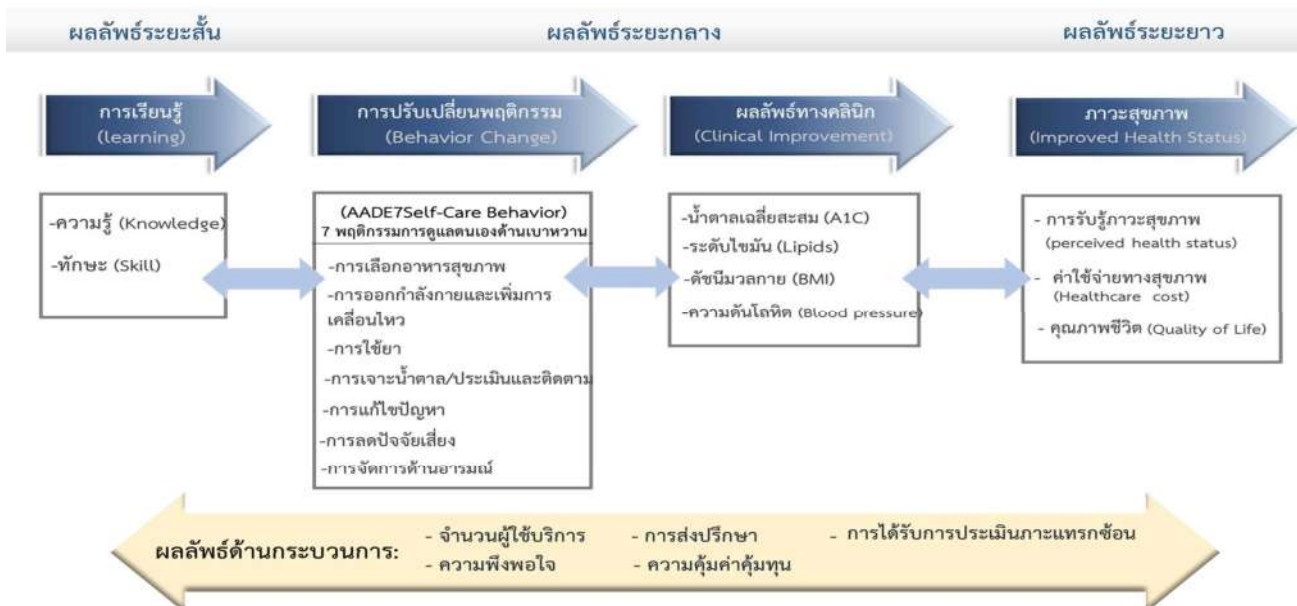 ผลลัพธ์ระยะสั้น
ผลลัพธ์ระยะกลาง
ผลลัพธ์ระยะยาว
การเรียนรู้
(learning)
การปรับเปลี่ยนพฤติกรรม
(Behavior Change)
ผลลัพธ์ทางคลินิก
(Clinical Improvement)
ภาวะสุขภาพ
(Improved Health Status)
-ความรู้ (Knowledge)
-ทักษะ (Skill)
(AADE7Self-Care Behavior)
7 พฤติกรรมการดูแลตนเองด้านเบาหวาน
-การเลือกอาหารสุขภาพ
-การออกกำลังกายและเพิ่มการ
เคลื่อนไหว
-การใช้ยา
-การเจาะน้ำตาล/ประเมินและติดตาม
-การแก้ไขปัญหา
-การลดปัจจัยเสี่ยง
-การจัดการด้านอารมณ์
-น้ำตาลเฉลี่ยสะสม (A1C)
-ระดับไขมัน (Lipids)
-ดัชนีมวลกาย (BMI)
-ความดันโลหิต (Blood pressure)
- การรับรู้ภาวะสุขภาพ
(perceived health status)
- ค่าใช้จ่ายทางสุขภาพ
(Healthcare cost)
- คุณภาพชีวิต (Quality of Life)
ผลลัพธ์ด้านกระบวนการ:
- จำนวนผู้ใช้บริการ
- ความพึงพอใจ
- การส่งปรึกษา
- ความคุ้มค่าคุ้มทุน
- การได้รับการประเมินภาะแทรกซ้อน